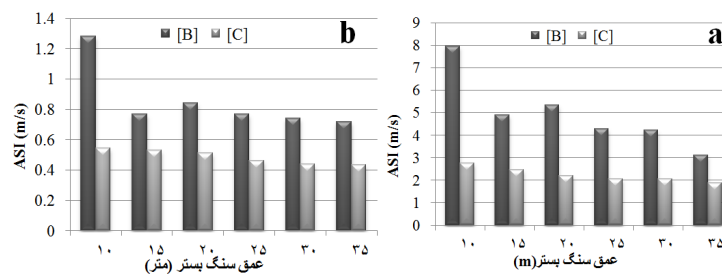 b
[B] [C]
ASI (m/s)
1.4
1.2
1
0.8
0.6
0.4
0.2
0
۱۰ ۱۵ ۲۰ ۲۵ ۳۰ ۳۵
عمق سنگ بستر (متر)
a
[B] [C]
ASI (m/s)
9
8
7
6
5
4
3
2
1
0
۱۰ ۱۵ ۲۰ ۲۵ ۳۰ ۳۵
عمق سنگ بستر(m)